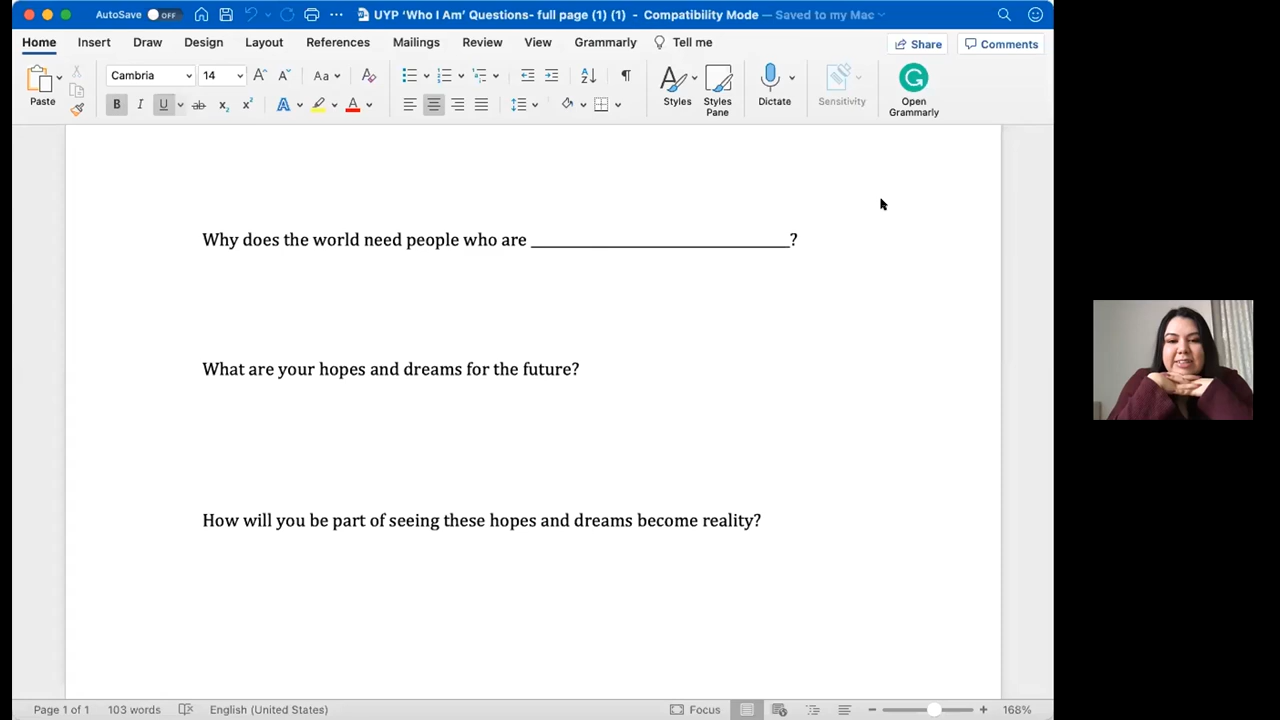 AutoSave OFF UYP ‘Who I Am’ Questions- full page (1) (1) - Compatibility Mode — Saved to my Mac
Home Insert Draw Design Layout References Mailings Review View Grammarly Tell me Share Comments
Paste Cambria 14 Styles Styles Pane Dictate Sensitivity Open Grammarly
Why does the world need people who are ______________________________?
What are your hopes and dreams for the future?
How will you be part of seeing these hopes and dreams become reality?
Page 1 of 1 103 words English (United States) Focus 168%